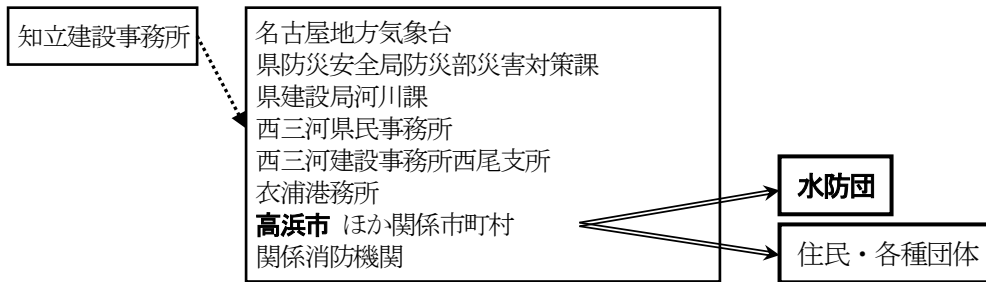 知立建設事務所
名古屋地方気象台
県防災安全局防災部災害対策課
県建設局河川課
西三河県民事務所
西三河建設事務所西尾支所
衣浦港務所
高浜市 ほか関係市町村
関係消防機関
水防団
住民・各種団体